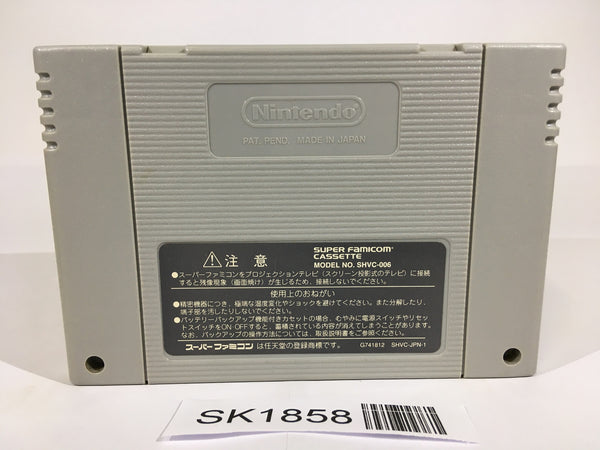 Nintendo
PAT. PEND. MADE IN JAPAN
⚠注意
SUPER FAMICOM
CASSETTE
MODEL NO. SHVC-006
●スーパーファミコンをプロジェクションテレビ(スクリーン投影式のテレビ)に接続
すると残像現象(画面焼け)が生じるため、接続しないでください。
使用上のおねがい
●精密機器につき、極端な温度変化やショックを避けてください。また分解したり、
端子部を汚したりしないでください。
●バッテリーバックアップ機能付きカセットの場合、むやみに電源スイッチやリセ
ットスイッチをON・OFFすると、蓄積されている内容が消えてしまうことがあります。
なお、バックアップの操作方法については、取扱説明書をご参照ください。
スーパーファミコンは任天堂の登録商標です。
G741812 SHVC-JPN-1
SK1858